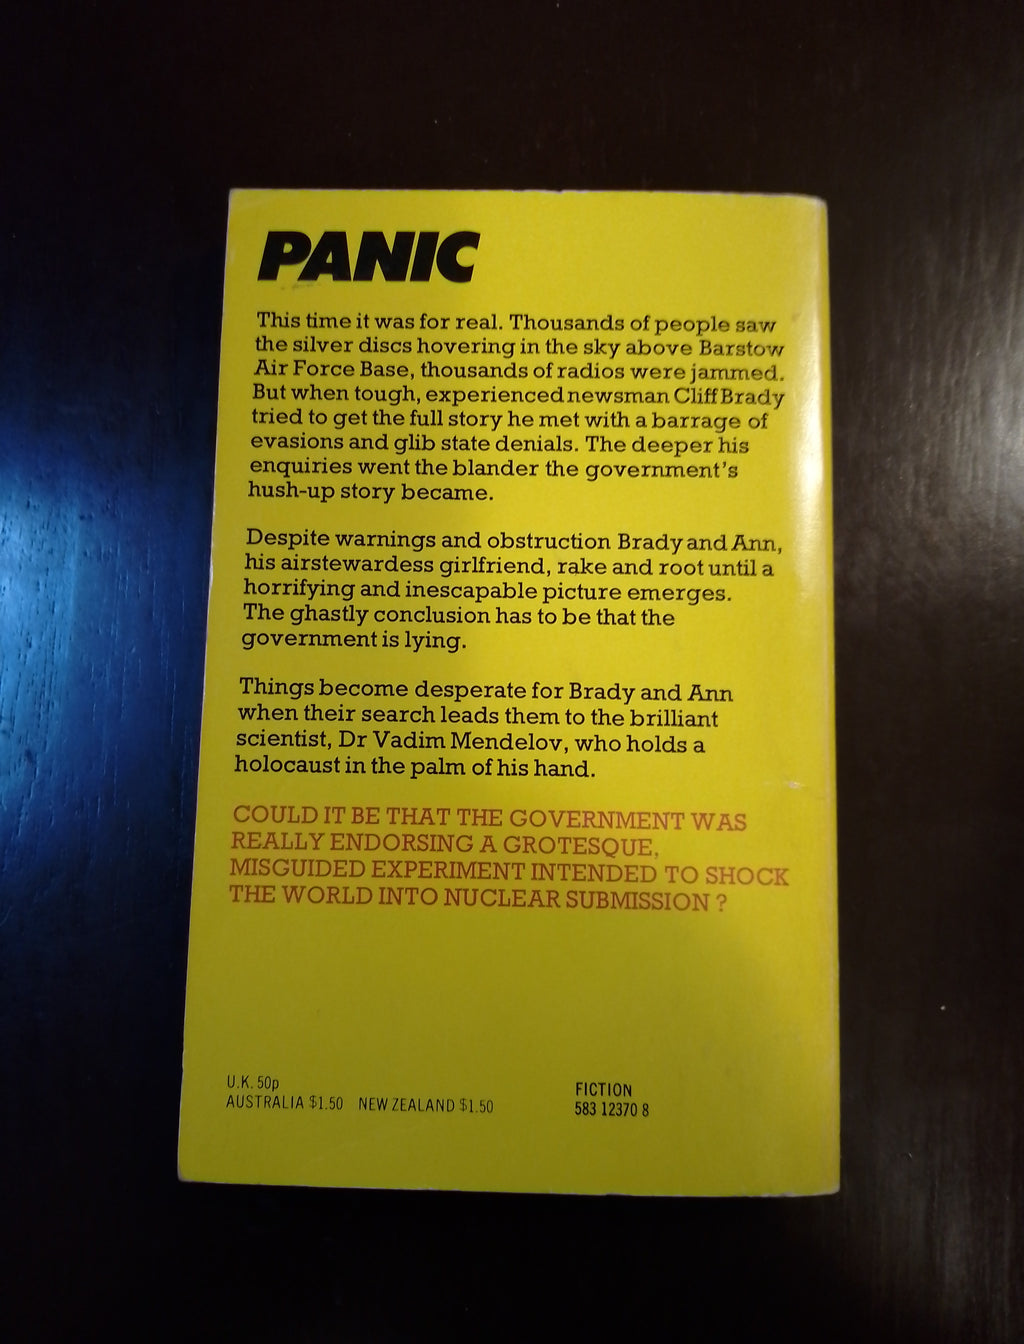 PANIC
This time it was for real. Thousands of people saw
the silver discs hovering in the sky above Barstow
Air Force Base, thousands of radios were jammed.
But when tough, experienced newsman Cliff Brady
tried to get the full story he met with a barrage of
evasions and glib state denials. The deeper his
enquiries went the blander the government's
hush-up story became.
Despite warnings and obstruction Brady and Ann,
his airstewardess girlfriend, rake and root until a
horrifying and inescapable picture emerges.
The ghastly conclusion has to be that the
government is lying.
Things become desperate for Brady and Ann
when their search leads them to the brilliant
scientist, Dr Vadim Mendelov, who holds a
holocaust in the palm of his hand.
COULD IT BE THAT THE GOVERNMENT WAS
REALLY ENDORSING A GROTESQUE,
MISGUIDED EXPERIMENT INTENDED TO SHOCK
THE WORLD INTO NUCLEAR SUBMISSION ?
U.K. 50p
AUSTRALIA $1.50 NEW ZEALAND $1.50
FICTION
583 12370 8